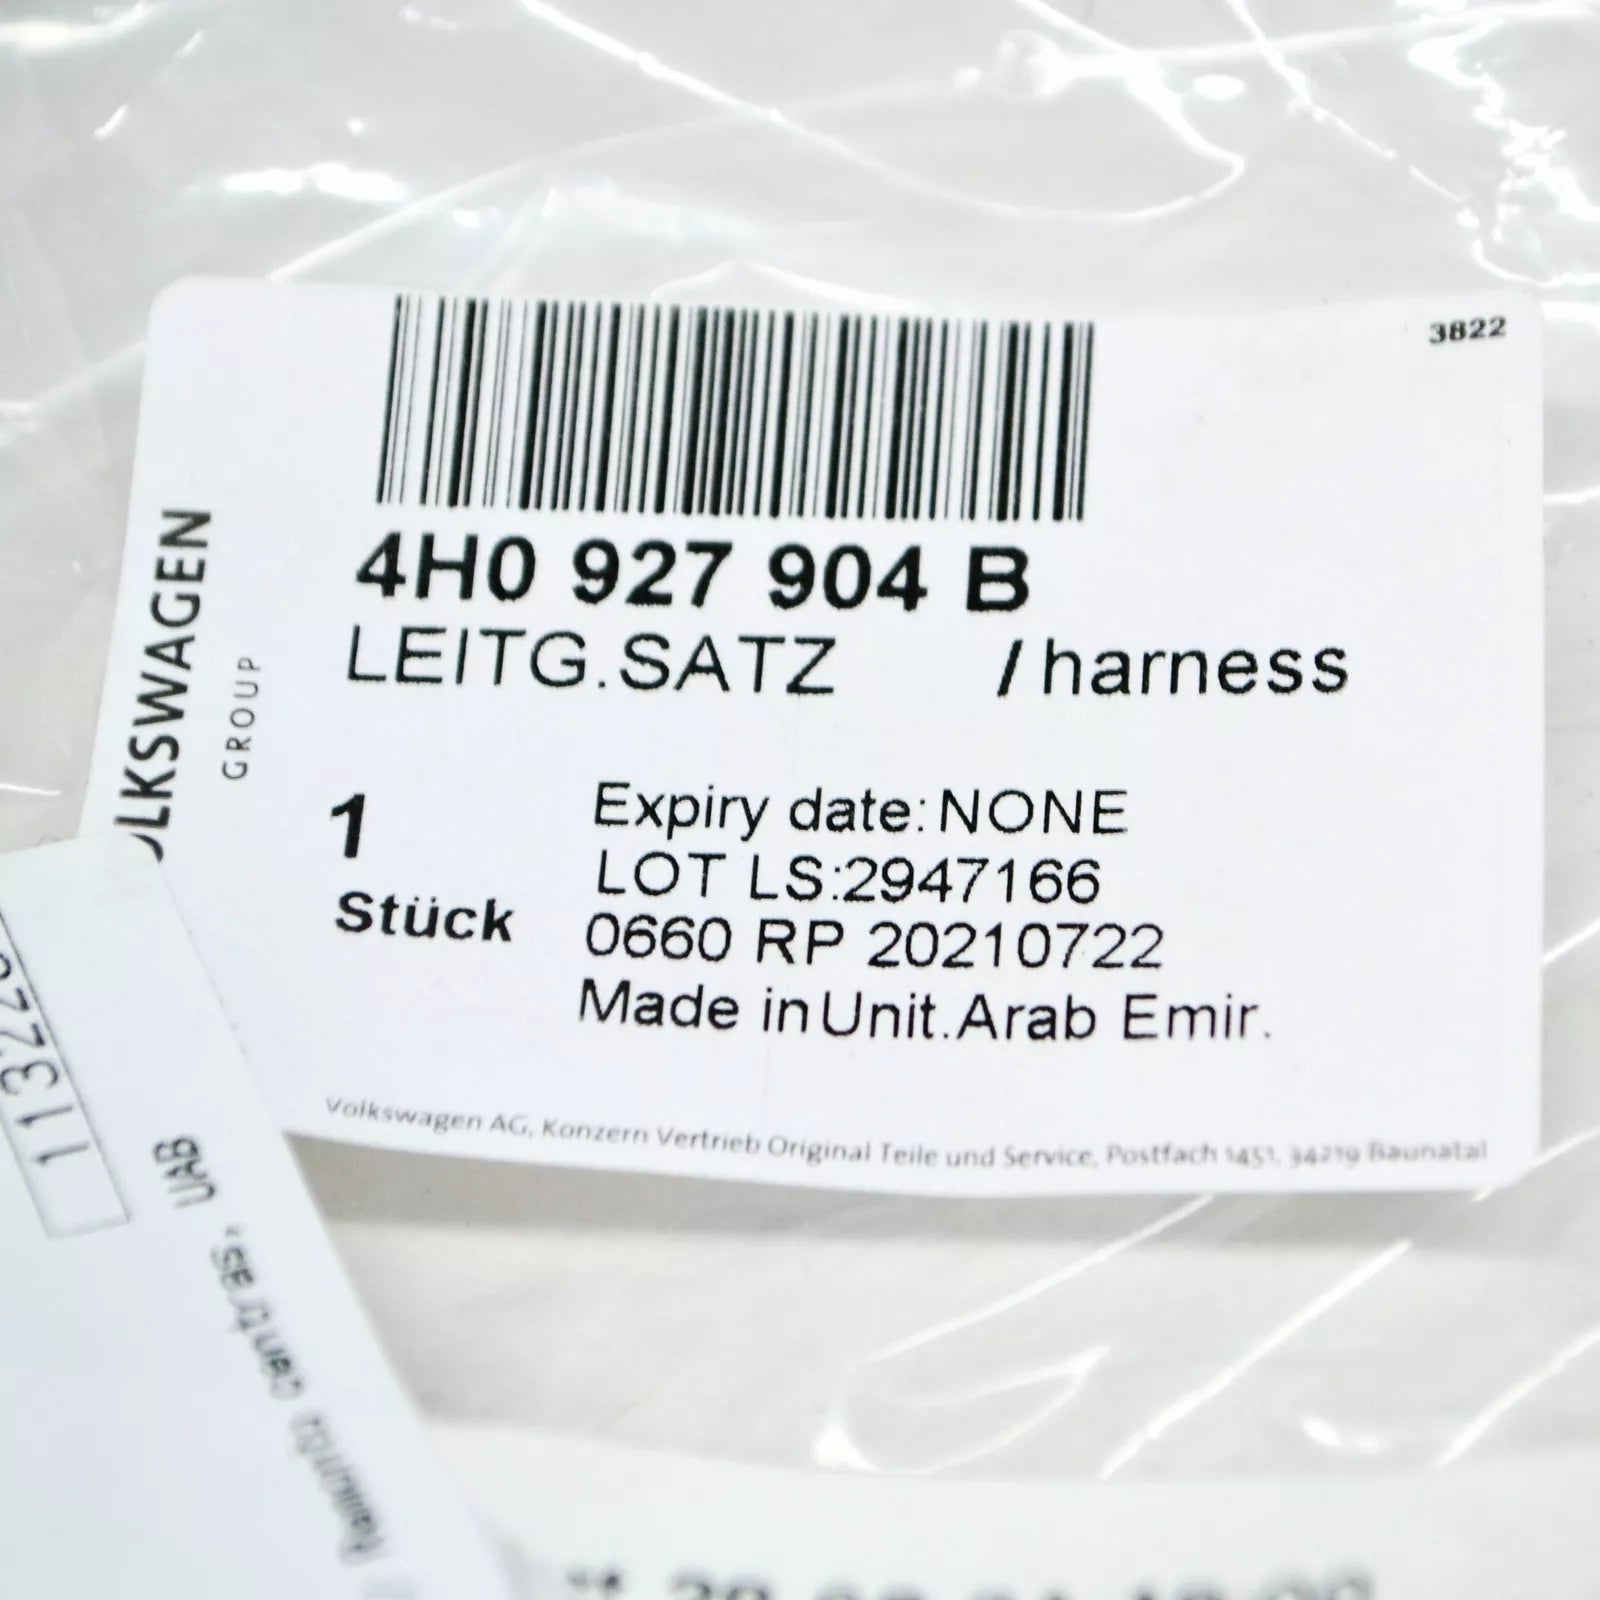 3822
4H0 927 904 B
LEITG.SATZ /harness
1
Stück
Expiry date:NONE
LOT LS:2947166
0660 RP 20210722
Made in Unit.Arab Emir.
GROUP
Volkswagen AG, Konzern Vertrieb Original Teile und Service, Postfach 1451, 34219 Baunatal
UAB
centras,